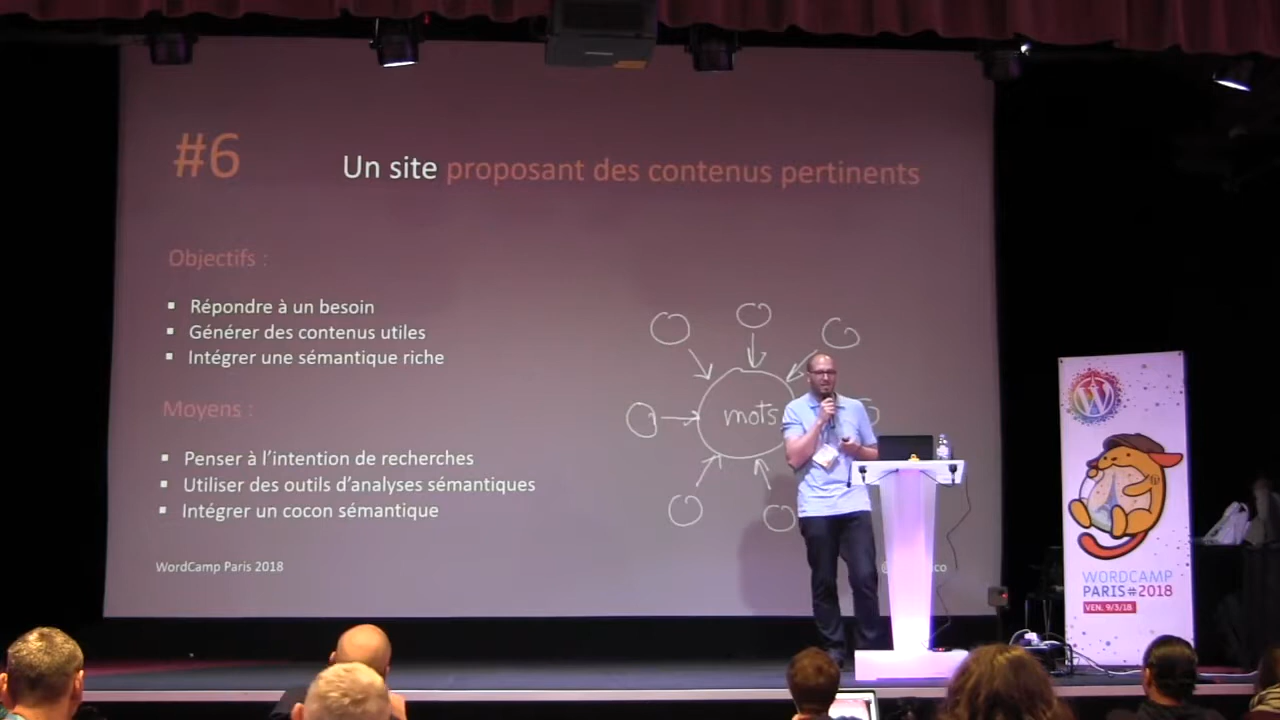 #6
Un site proposant des contenus pertinents
Objectifs :
▪ Répondre à un besoin
▪ Générer des contenus utiles
▪ Intégrer une sémantique riche
Moyens :
▪ Penser à l'intention de recherches
▪ Utiliser des outils d'analyses sémantiques
▪ Intégrer un cocon sémantique
mots
WordCamp Paris 2018
WORDCAMP
PARIS#2018
VEN. 9/3/18